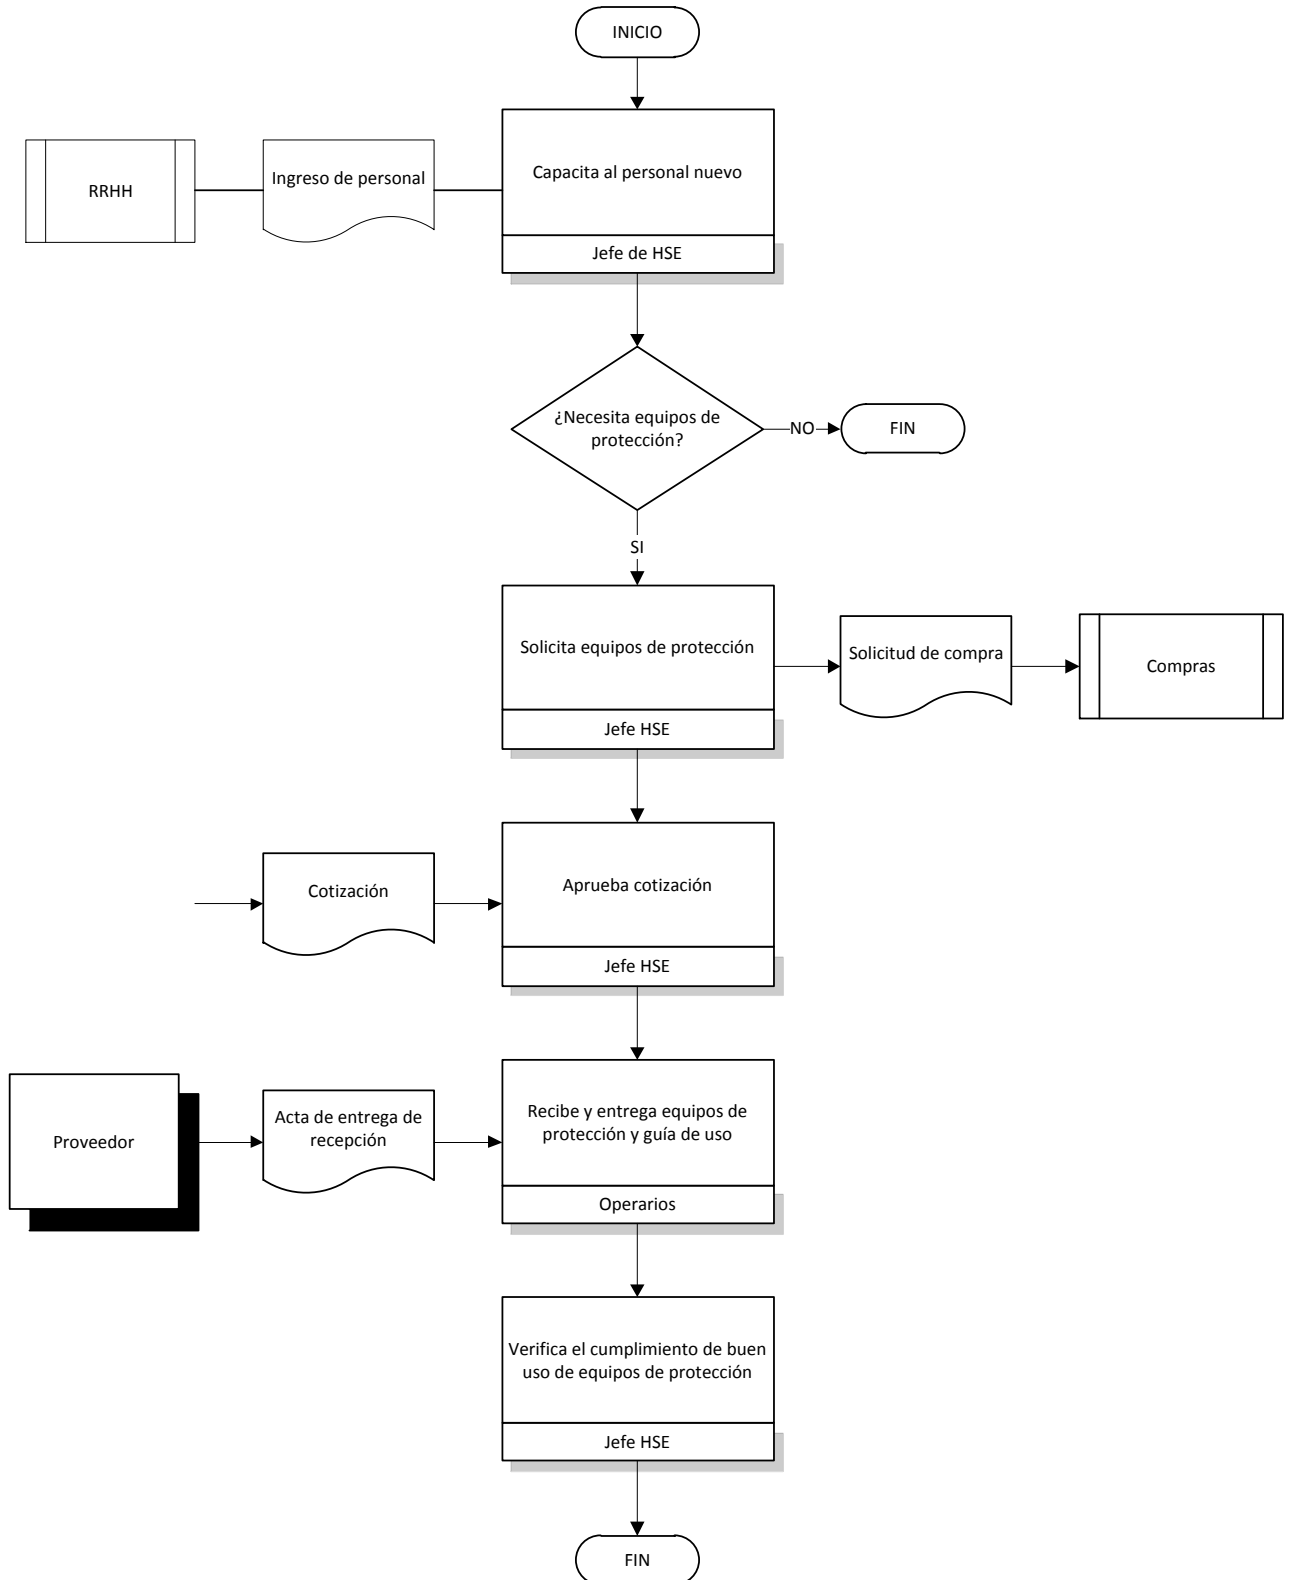 INICIO
Capacita al personal nuevo
RRHH
Ingreso de personal
Jefe de HSE
¿Necesita equipos de
protección?
NO
FIN
SI
Solicita equipos de protección
Solicitud de compra
Compras
Jefe HSE
Cotización
Aprueba cotización
Jefe HSE
Proveedor
Acta de entrega de
recepción
Recibe y entrega equipos de
protección y guía de uso
Operarios
Verifica el cumplimiento de buen
uso de equipos de protección
Jefe HSE
FIN